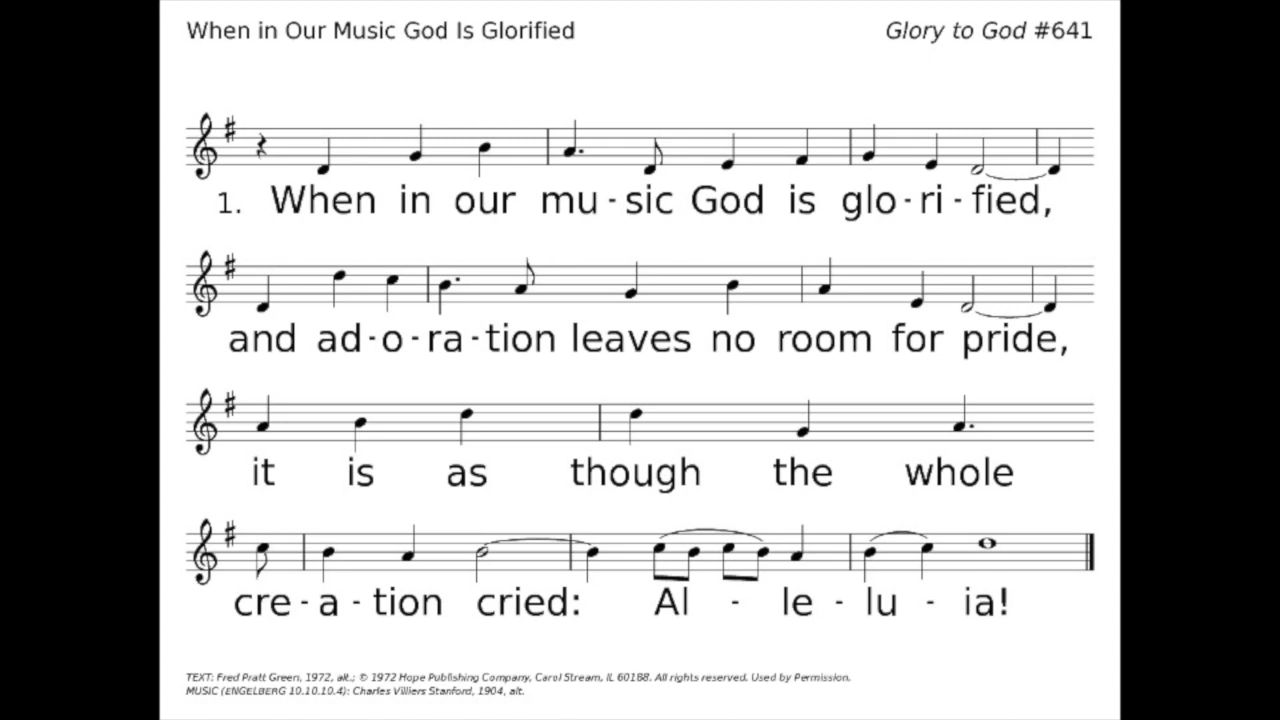 When in Our Music God Is Glorified Glory to God #641
1. When in our mu - sic God is glo - ri - fied,
and ad - o - ra - tion leaves no room for pride,
it is as though the whole
cre - a - tion cried: Al - le - lu - ia!
TEXT: Fred Pratt Green, 1972, alt.; © 1972 Hope Publishing Company, Carol Stream, IL 60188. All rights reserved. Used by Permission.
MUSIC (ENGELBERG 10.10.10.4): Charles Villiers Stanford, 1904, alt.